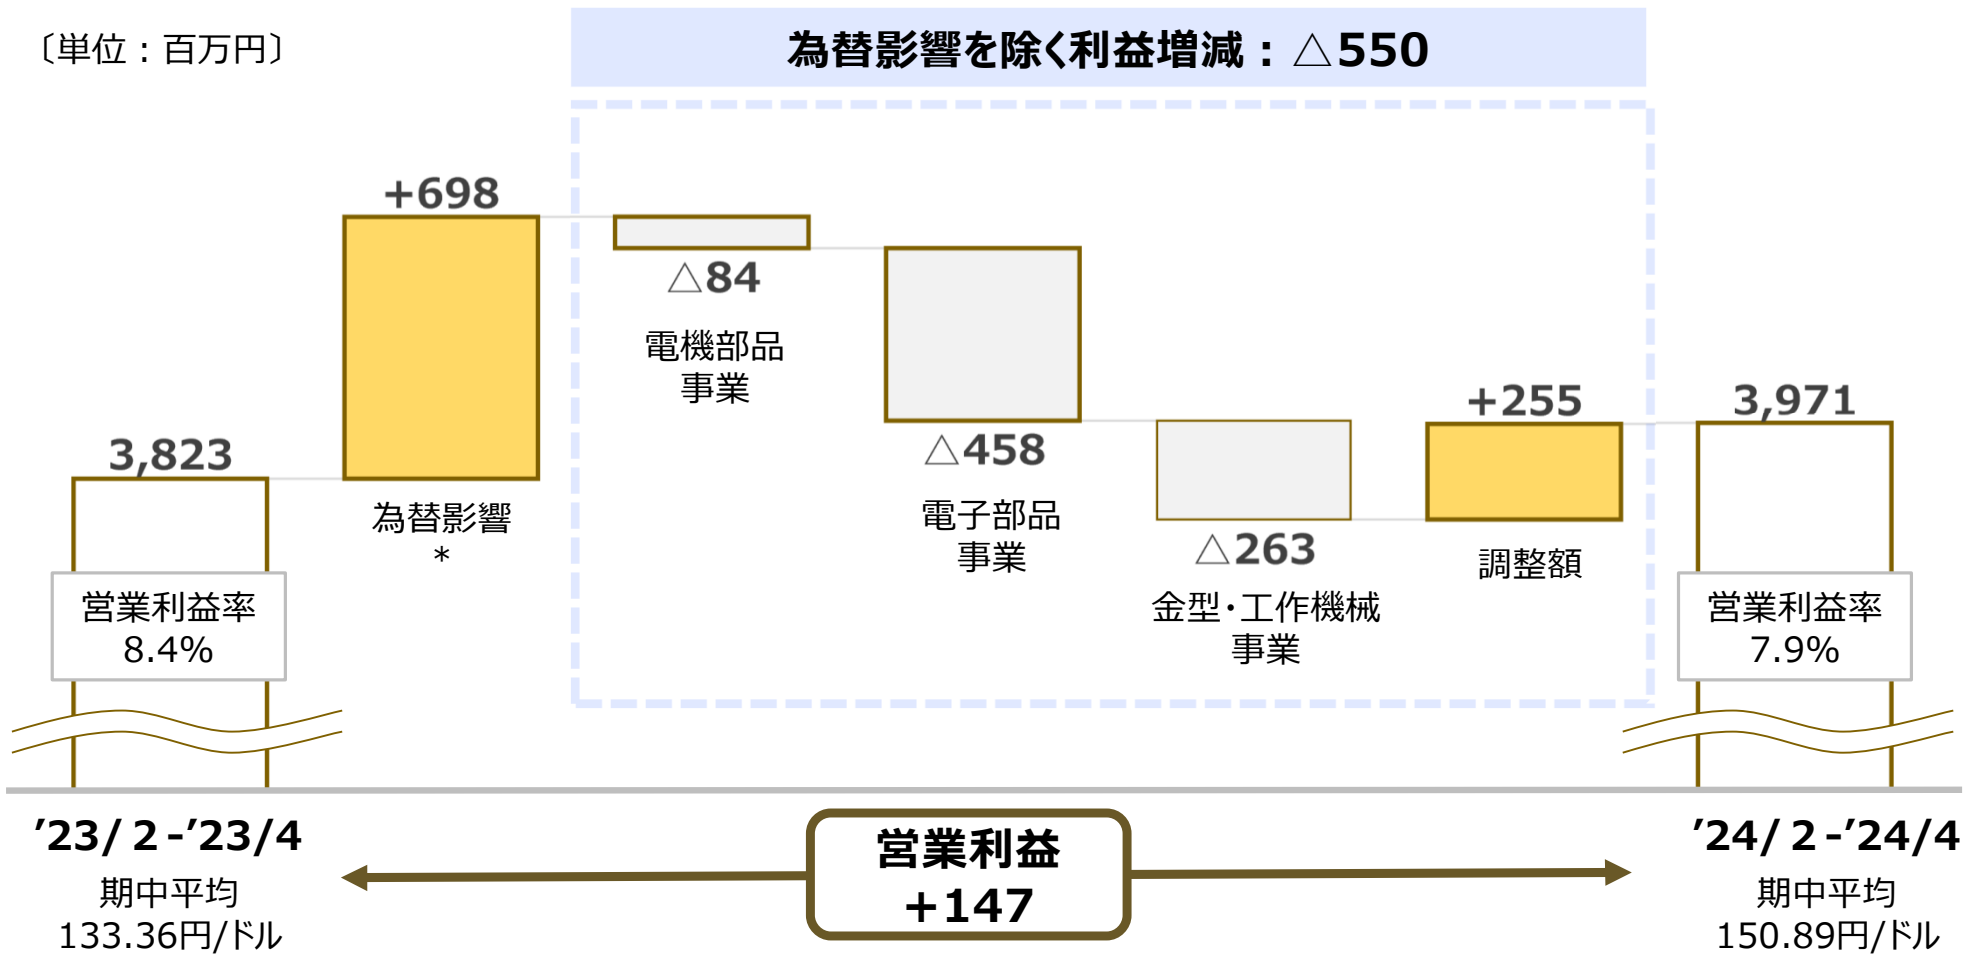 〔単位：百万円〕
為替影響を除く利益増減：△550
+698
△84
電機部品
事業
+255
3,971
3,823
△458
為替影響
*
電子部品
事業
△263
調整額
金型・工作機械
事業
営業利益率
8.4%
営業利益率
7.9%
’23/２-’23/4
期中平均
133.36円/ドル
営業利益
+147
’24/２-’24/4
期中平均
150.89円/ドル